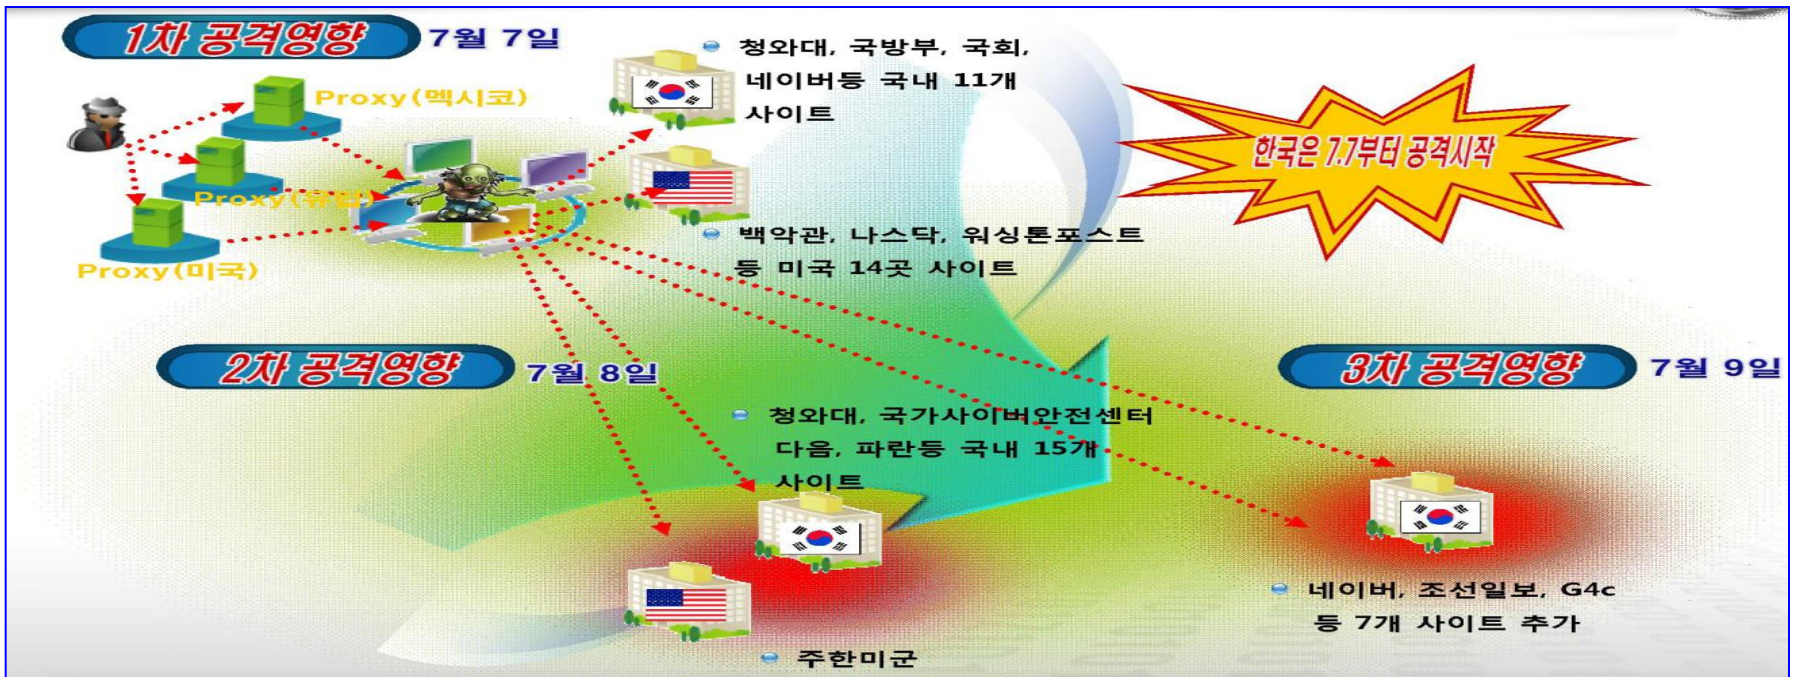 1차 공격영향 7월 7일
Proxy(멕시코)
Proxy(유럽)
Proxy(미국)
청와대, 국방부, 국회,
네이버등 국내 11개
사이트
백악관, 나스닥, 워싱톤포스트
등 미국 14곳 사이트
한국은 7.7부터 공격시작
2차 공격영향 7월 8일
청와대, 국가사이버안전센터
다음, 파란등 국내 15개
사이트
주한미군
3차 공격영향 7월 9일
네이버, 조선일보, G4c
등 7개 사이트 추가